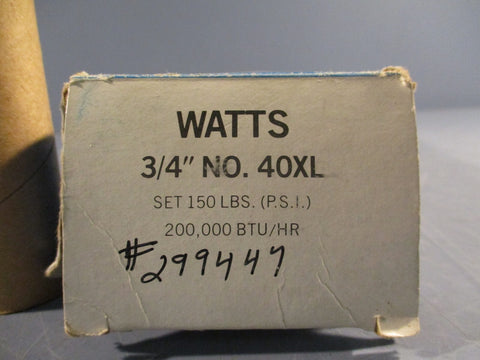 WATTS
3/4" NO. 40XL
SET 150 LBS. (P.S.I.)
200,000 BTU/HR
#299447